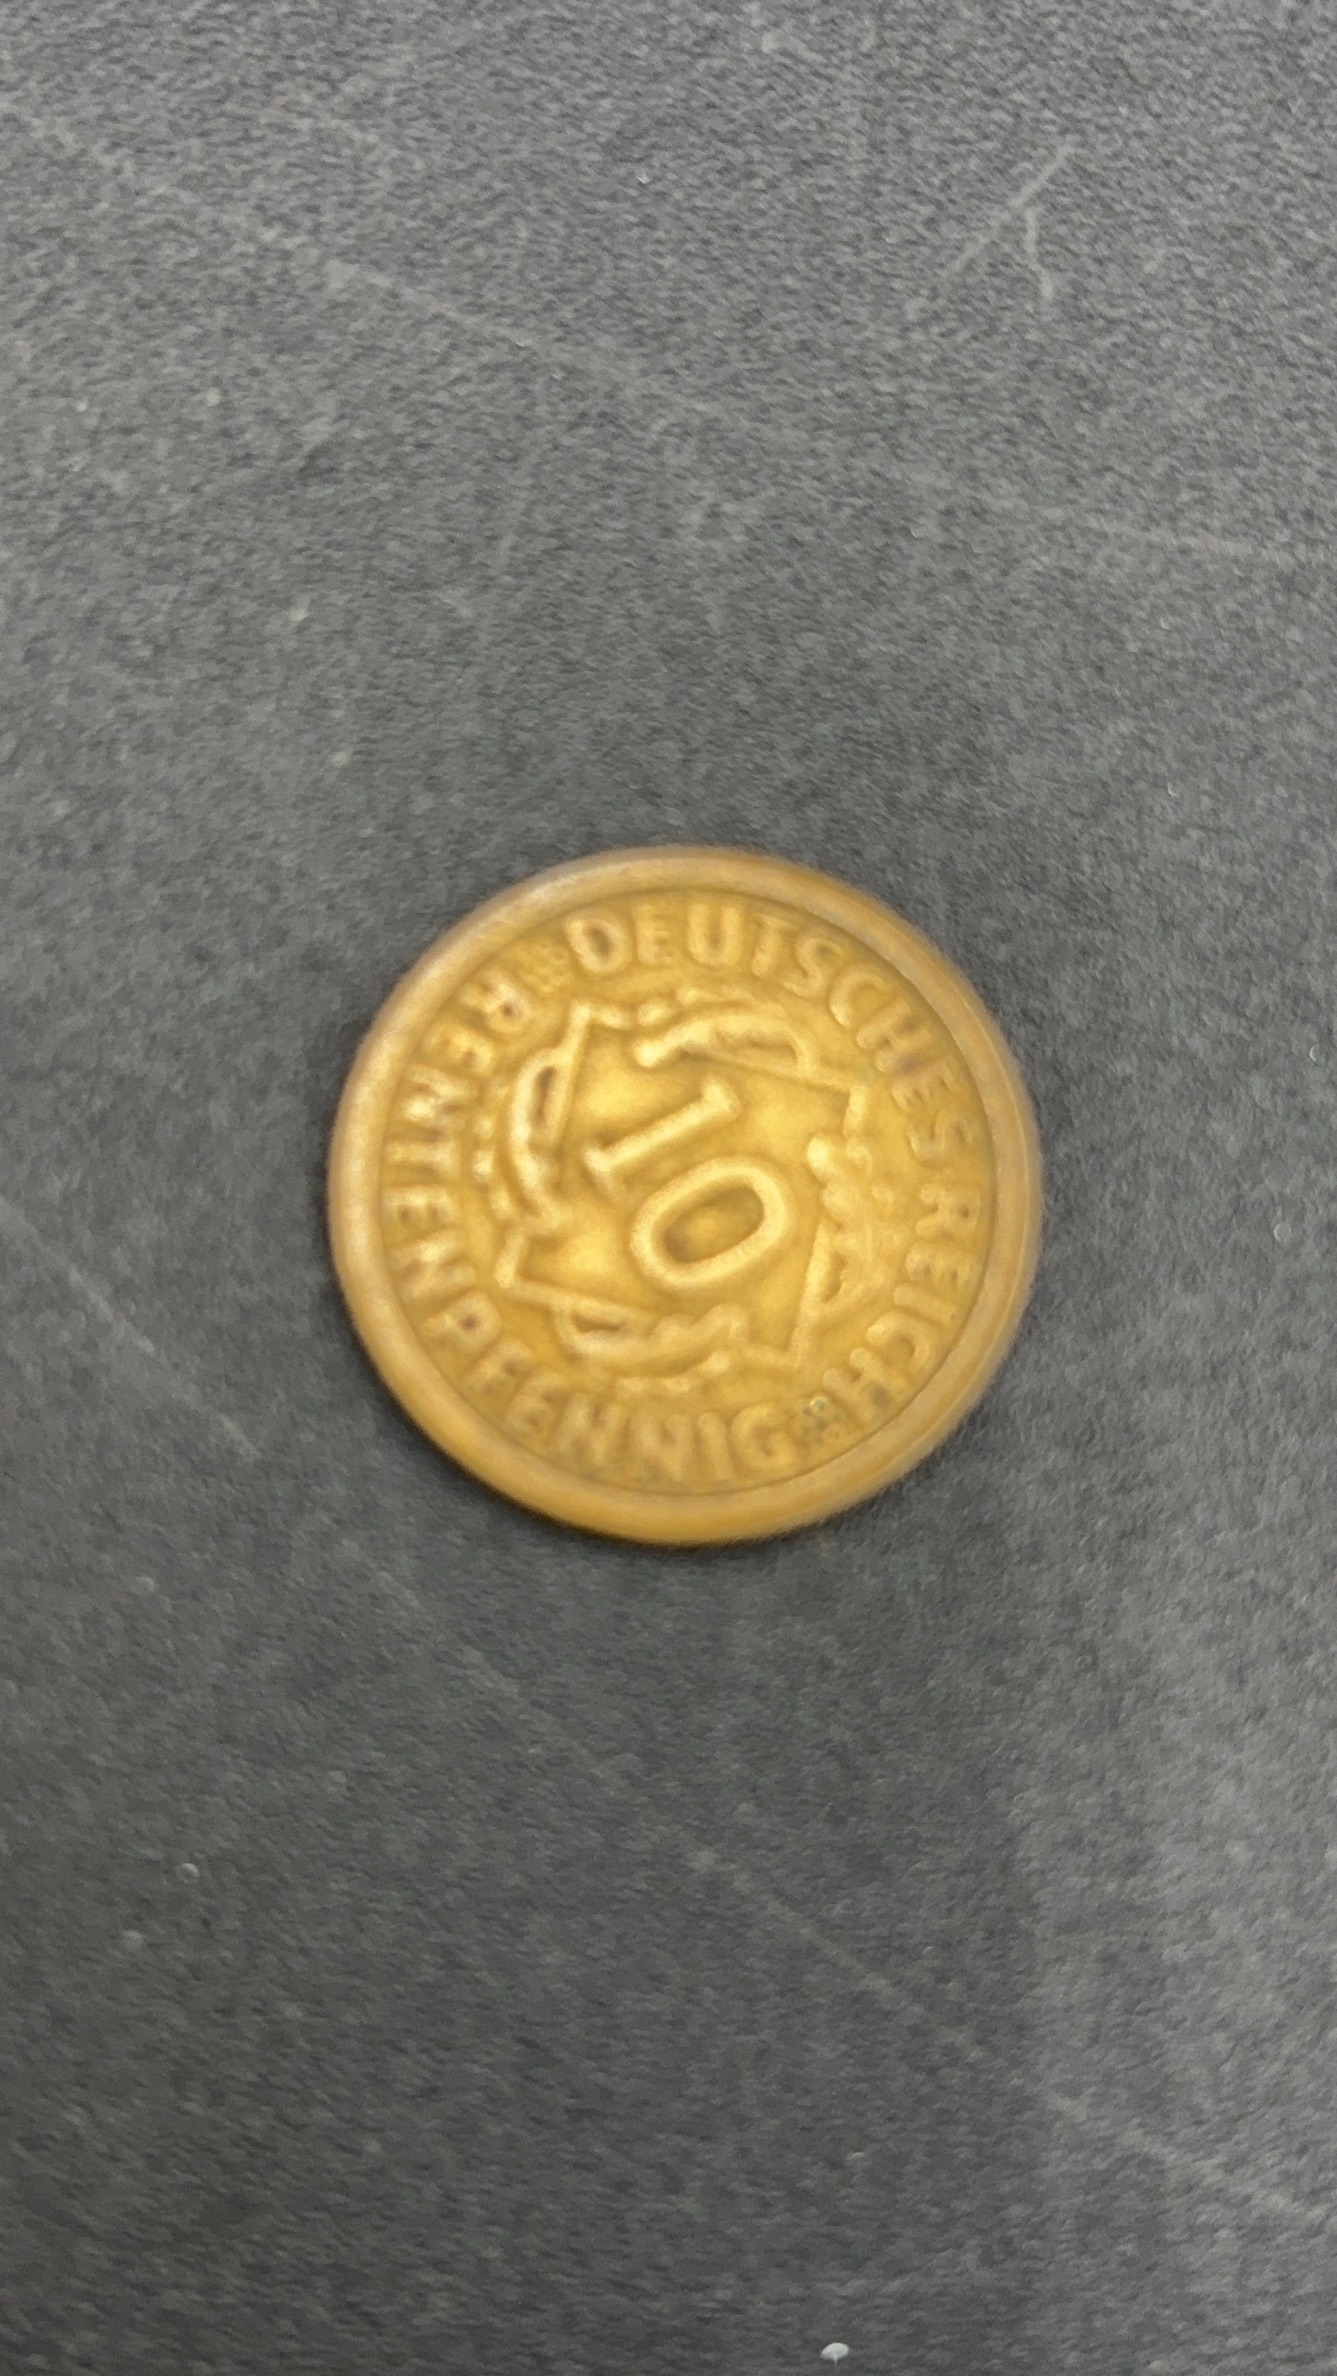 DEUTSCHES REICH
RENTENPFENNIG
10